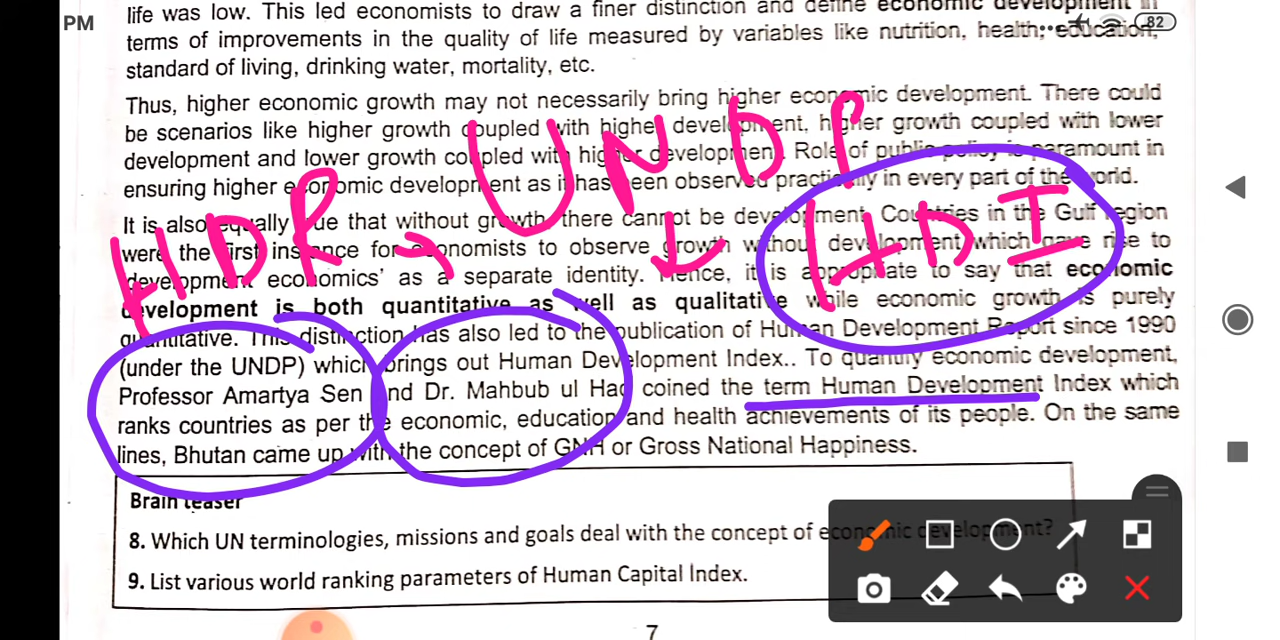 PM
82
life was low. This led economists to draw a finer distinction and define economic development in
terms of improvements in the quality of life measured by variables like nutrition, health, education,
standard of living, drinking water, mortality, etc.
Thus, higher economic growth may not necessarily bring higher economic development. There could
be scenarios like higher growth coupled with higher development, higher growth coupled with lower
development and lower growth coupled with higher development. Role of public policy is paramount in
ensuring higher economic development as it has been observed practically in every part of the world.
HDR → UNDP
↓ HDI
It is also equally true that without growth there cannot be development. Countries in the Gulf region
were the first instance for economists to observe growth without development which gave rise to
'development economics' as a separate identity. Hence, it is appropriate to say that economic
development is both quantitative as well as qualitative while economic growth is purely
quantitative. This distinction has also led to the publication of Human Development Report since 1990
(under the UNDP) which brings out Human Development Index.. To quantify economic development,
Professor Amartya Sen and Dr. Mahbub ul Haq coined the term Human Development Index which
ranks countries as per the economic, education and health achievements of its people. On the same
lines, Bhutan came up with the concept of GNH or Gross National Happiness.
Brain teaser
8. Which UN terminologies, missions and goals deal with the concept of economic development?
9. List various world ranking parameters of Human Capital Index.
7